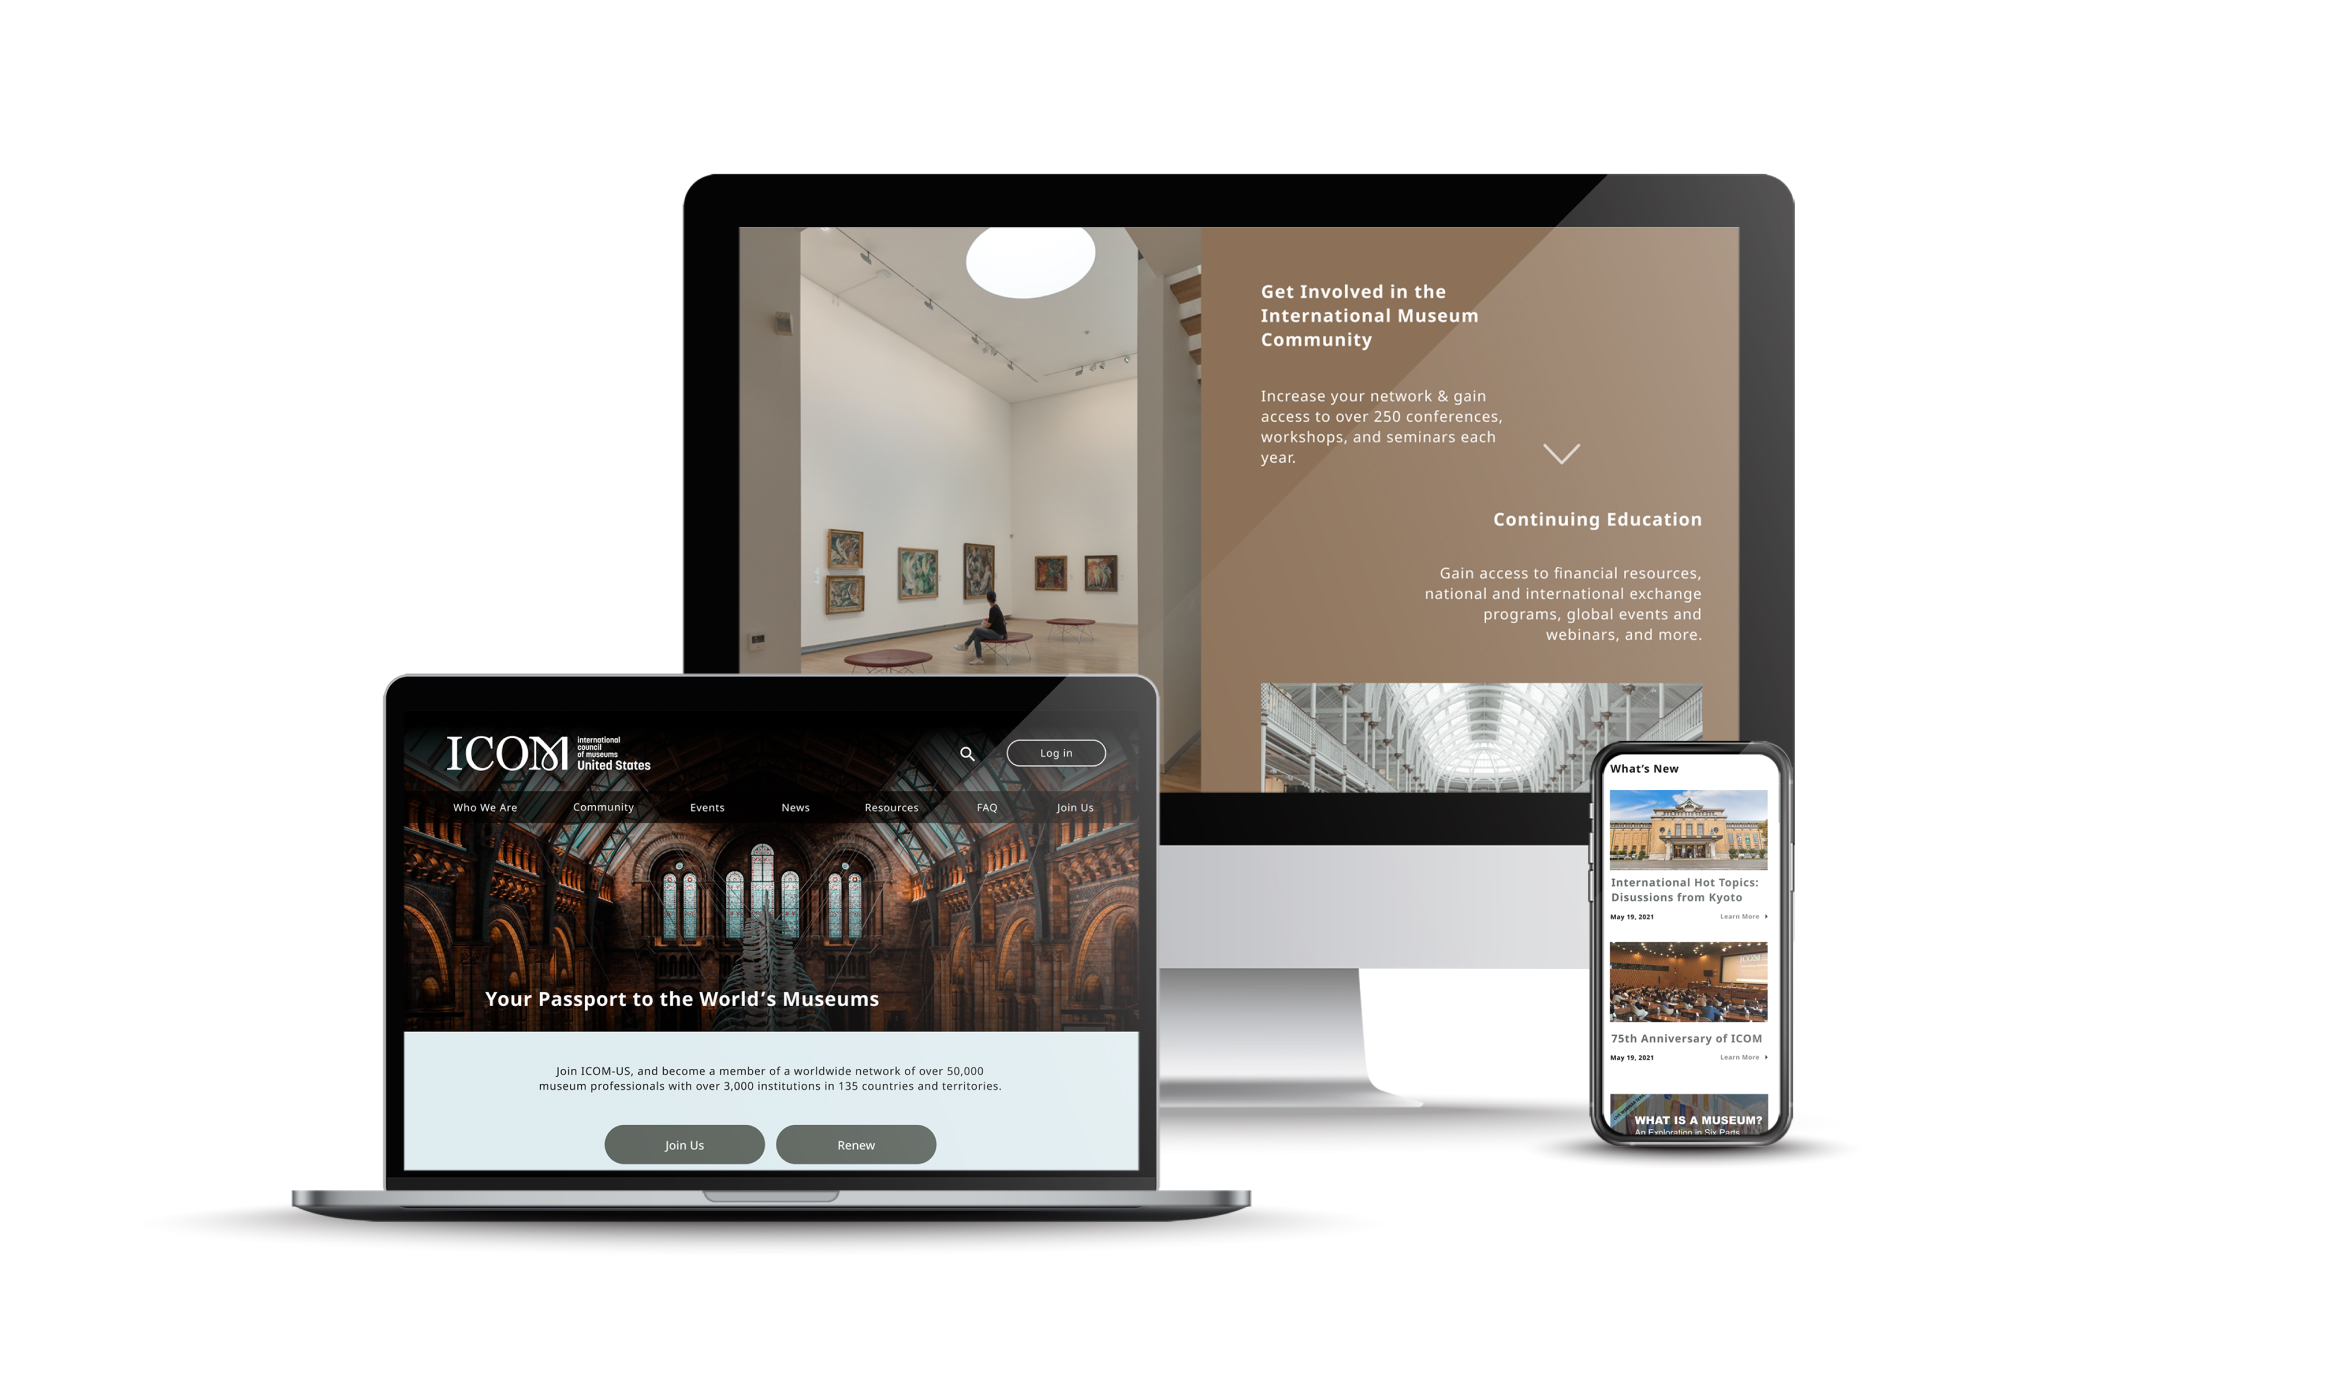 Get Involved in the
International Museum
Community
Increase your network & gain
access to over 250 conferences,
workshops, and seminars each
year.
Continuing Education
Gain access to financial resources,
national and international exchange
programs, global events and
webinars, and more.
ICOM
international
council
of museums
United States
Log in
Who We Are
Community
Events
News
Resources
FAQ
Join Us
Your Passport to the World’s Museums
Join ICOM-US, and become a member of a worldwide network of over 50,000
museum professionals with over 3,000 institutions in 135 countries and territories.
Join Us
Renew
What’s New
International Hot Topics:
Disussions from Kyoto
May 19, 2021
Learn More
ICOM
75th Anniversary of ICOM
May 19, 2021
Learn More
WHAT IS A MUSEUM?
An Exploration in Six Parts